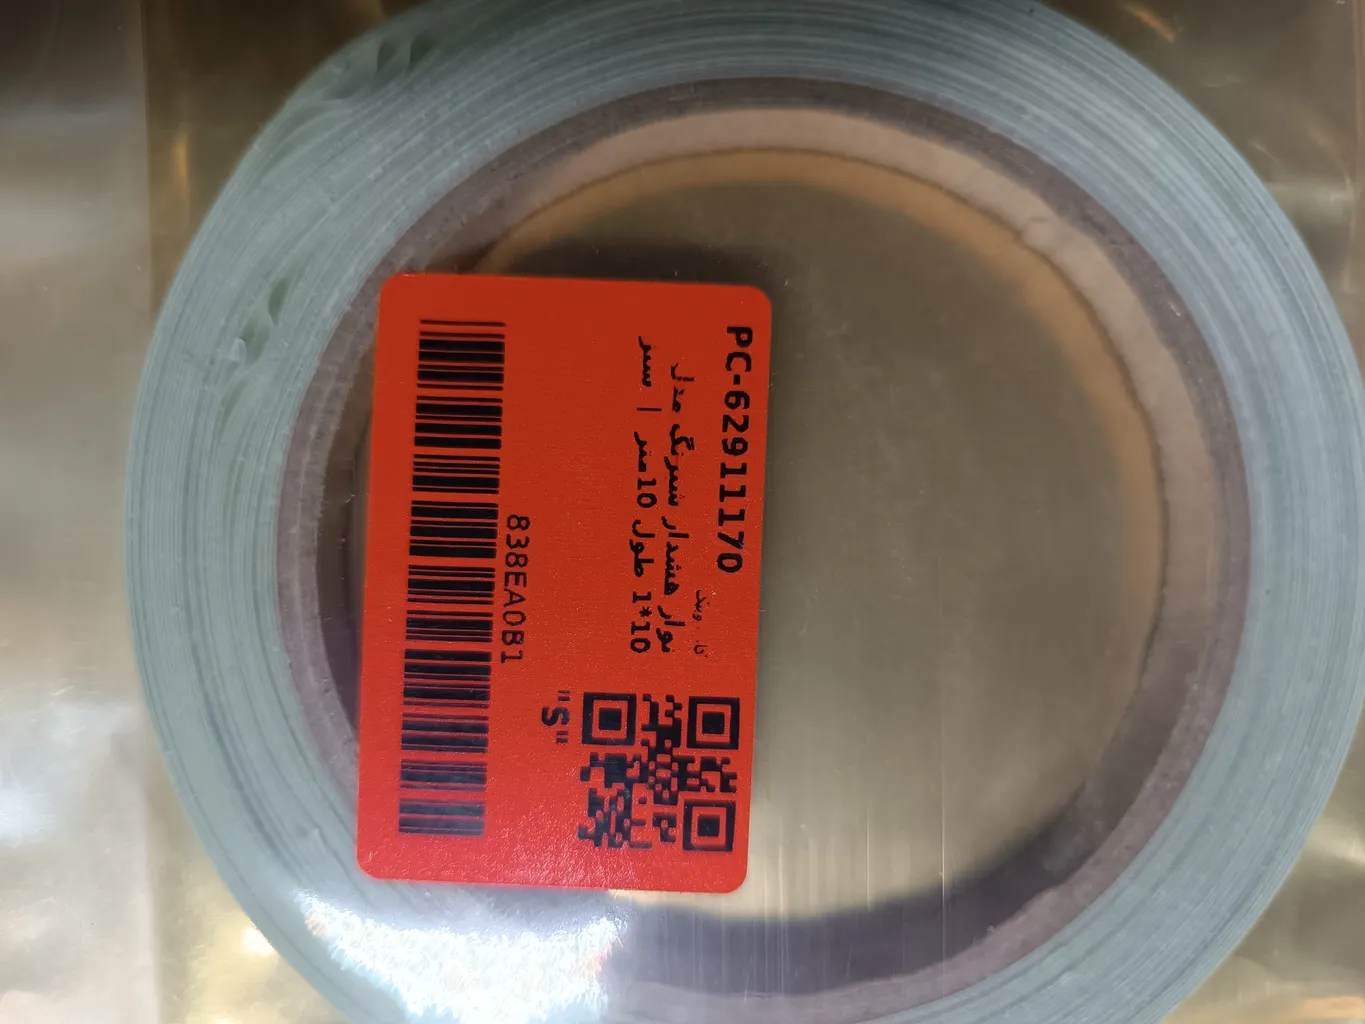 PC-62911170
نوار هشدار شبرنگ مدل
10*1 طول 10متر | سبز
"S"
838EA0B1